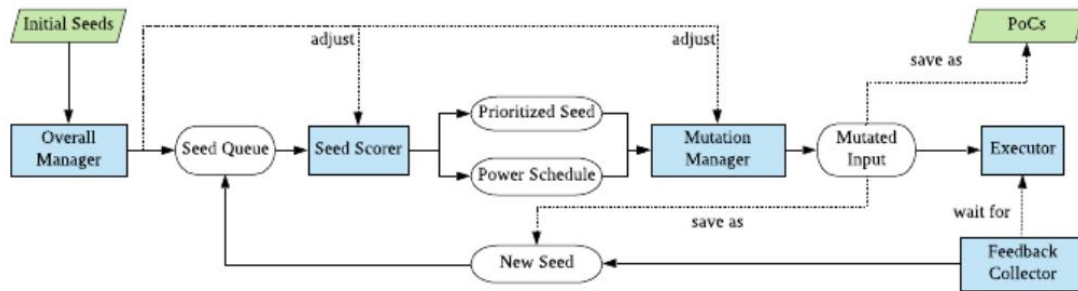 Initial Seeds
PoCs
adjust
adjust
save as
Overall
Manager
Seed Queue
Seed Scorer
Prioritized Seed
Power Schedule
Mutation
Manager
Mutated
Input
Executor
save as
wait for
New Seed
Feedback
Collector